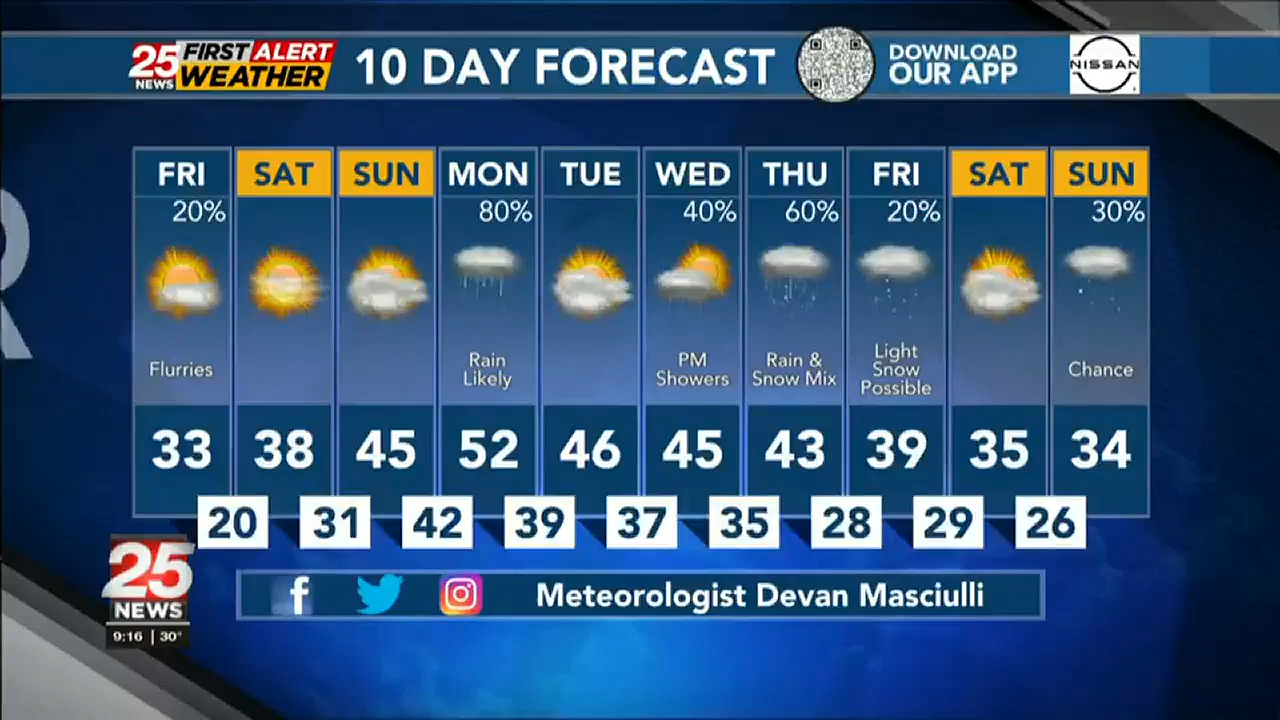 25 NEWS FIRST ALERT WEATHER
10 DAY FORECAST
DOWNLOAD OUR APP
NISSAN
FRI SAT SUN MON TUE WED THU FRI SAT SUN
20% 80% 40% 60% 20% 30%
Flurries
Rain Likely
PM Showers
Rain & Snow Mix
Light Snow Possible
Chance
33 38 45 52 46 45 43 39 35 34
20 31 42 39 37 35 28 29 26
25 NEWS
9:16 | 30°
f Meteorologist Devan Masciulli